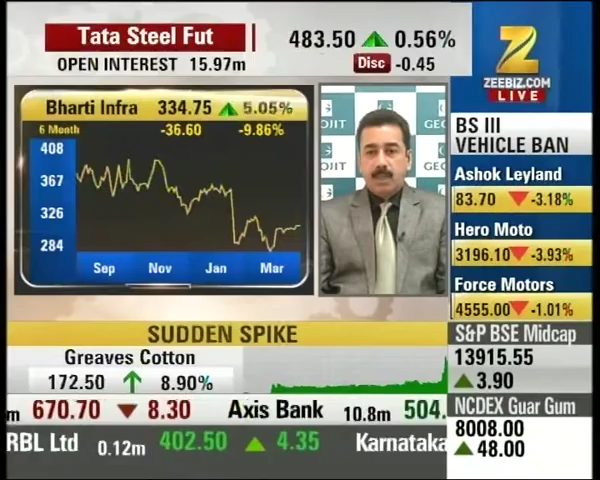 Tata Steel Fut
483.50 0.56%
OPEN INTEREST 15.97m
Disc -0.45
ZEEBIZ.COM
LIVE
Bharti Infra 334.75 5.05%
6 Month -36.60 -9.86%
408
367
326
284
Sep Nov Jan Mar
GEOJIT
BS III
VEHICLE BAN
Ashok Leyland
83.70 -3.18%
Hero Moto
3196.10 -3.93%
Force Motors
4555.00 -1.01%
SUDDEN SPIKE
Greaves Cotton
172.50 8.90%
S&P BSE Midcap
13915.55
3.90
NCDEX Guar Gum
8008.00
48.00
m 670.70 8.30 Axis Bank 10.8m 504.
RBL Ltd 0.12m 402.50 4.35 Karnataka